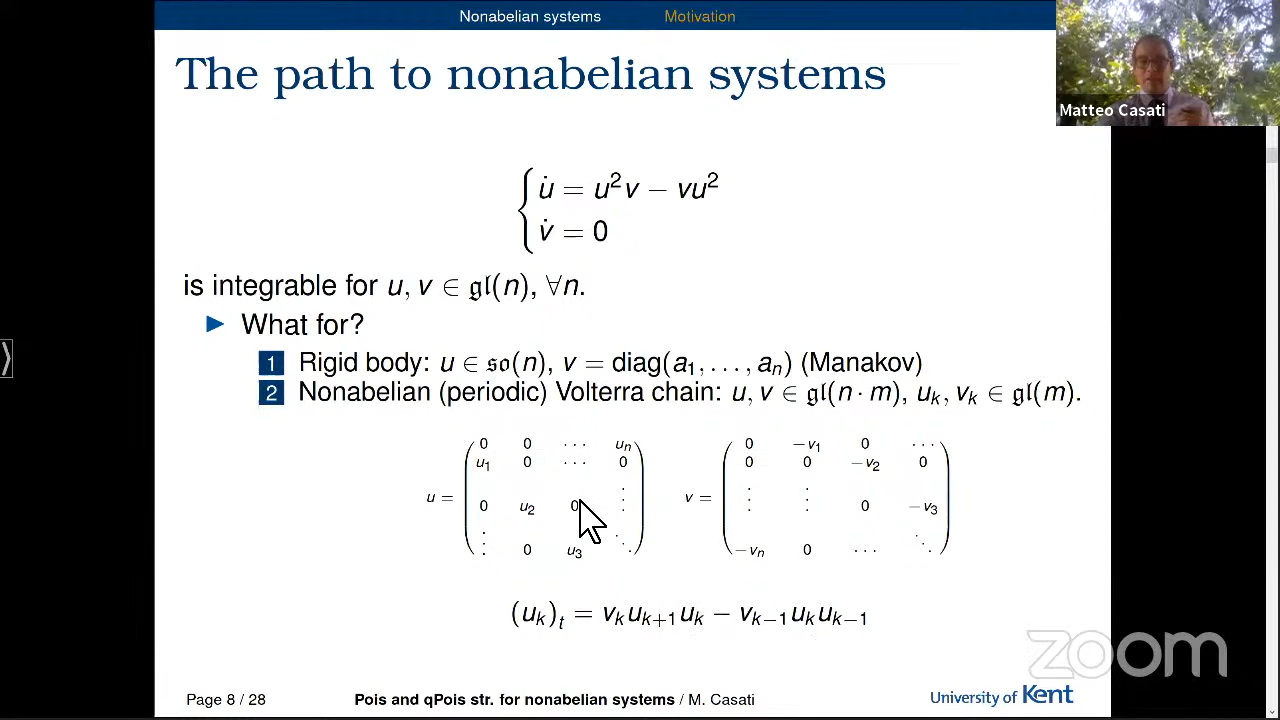 Nonabelian systems Motivation
The path to nonabelian systems
Matteo Casati
{ u̇ = u²v − vu²
v̇ = 0
is integrable for u, v ∈ 𝔤𝔩(n), ∀n.
▶ What for?
1 Rigid body: u ∈ 𝔰𝔬(n), v = diag(a₁, . . . , aₙ) (Manakov)
2 Nonabelian (periodic) Volterra chain: u, v ∈ 𝔤𝔩(n · m), uₖ, vₖ ∈ 𝔤𝔩(m).
0 0 ⋯ uₙ 0 −v₁ 0 ⋯
u₁ 0 ⋯ 0 0 0 −v₂ 0
u = 0 u₂ 0 ⋮ v = ⋮ ⋮ 0 −v₃
⋮ 0 u₃ ⋱ −vₙ 0 ⋯ ⋱
(uₖ)ₜ = vₖuₖ₊₁uₖ − vₖ₋₁uₖuₖ₋₁
zoom
Page 8 / 28 Pois and qPois str. for nonabelian systems / M. Casati University of Kent